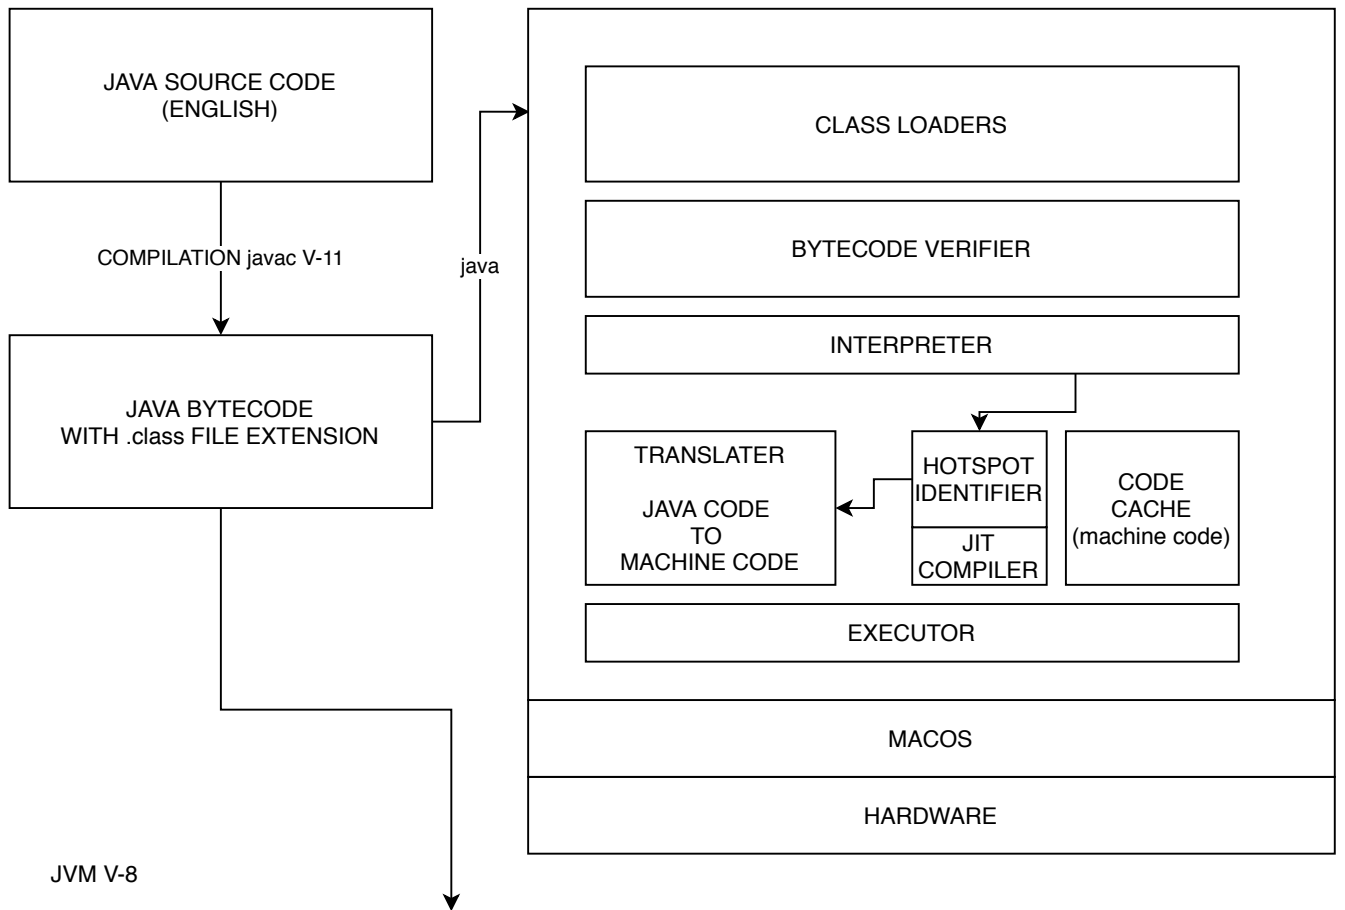 JAVA SOURCE CODE
(ENGLISH)
COMPILATION javac V-11
JAVA BYTECODE
WITH .class FILE EXTENSION
java
CLASS LOADERS
BYTECODE VERIFIER
INTERPRETER
TRANSLATER
JAVA CODE
TO
MACHINE CODE
HOTSPOT
IDENTIFIER
JIT
COMPILER
CODE
CACHE
(machine code)
EXECUTOR
MACOS
HARDWARE
JVM V-8